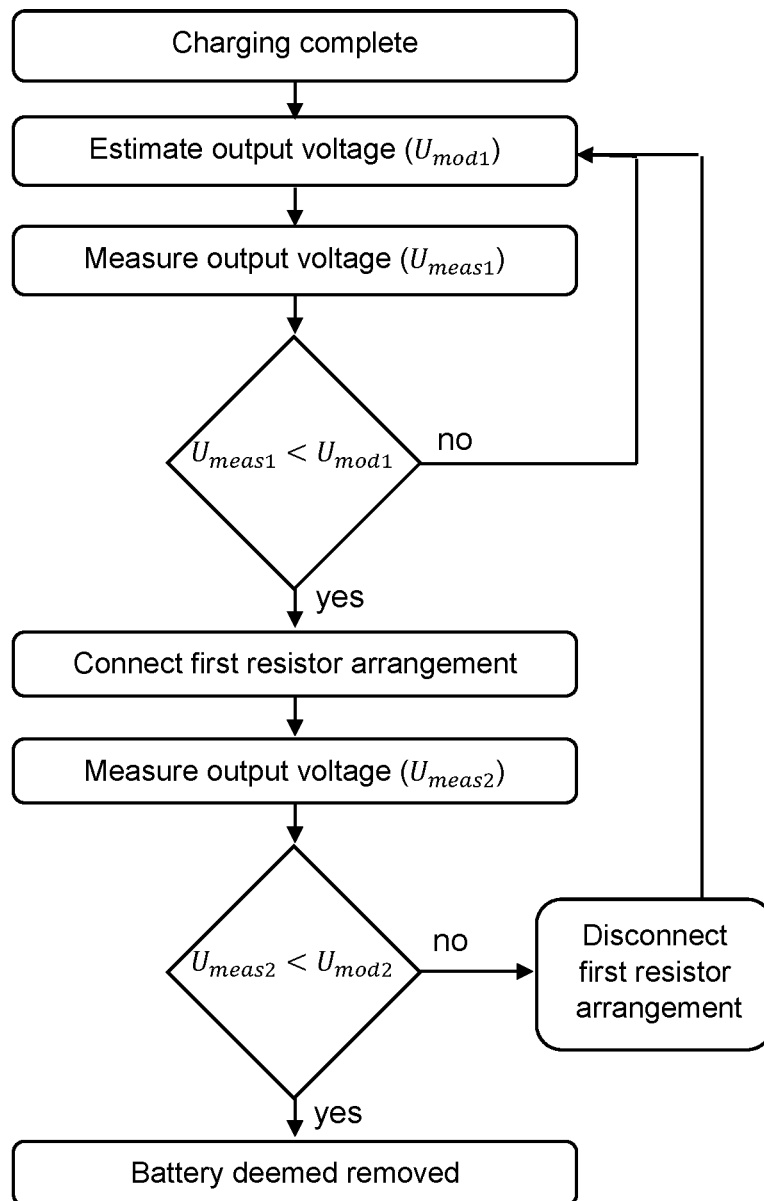 Charging complete
Estimate output voltage (U_mod1)
Measure output voltage (U_meas1)
U_meas1 < U_mod1
no
yes
Connect first resistor arrangement
Measure output voltage (U_meas2)
U_meas2 < U_mod2
no
Disconnect
first resistor
arrangement
yes
Battery deemed removed